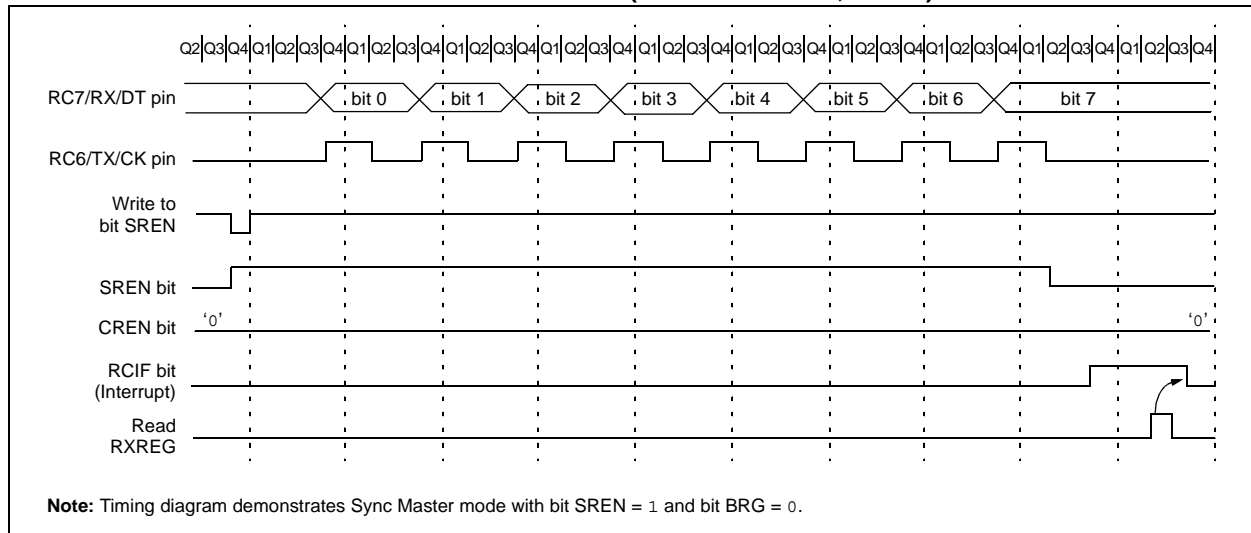 Q2 Q3 Q4 Q1 Q2 Q3 Q4 Q1 Q2 Q3 Q4 Q1 Q2 Q3 Q4 Q1 Q2 Q3 Q4 Q1 Q2 Q3 Q4 Q1 Q2 Q3 Q4 Q1 Q2 Q3 Q4 Q1 Q2 Q3 Q4 Q1 Q2 Q3 Q4 Q1 Q2 Q3 Q4
RC7/RX/DT pin bit 0 bit 1 bit 2 bit 3 bit 4 bit 5 bit 6 bit 7
RC6/TX/CK pin
Write to
bit SREN
SREN bit
CREN bit '0' '0'
RCIF bit
(Interrupt)
Read
RXREG
Note: Timing diagram demonstrates Sync Master mode with bit SREN = 1 and bit BRG = 0.